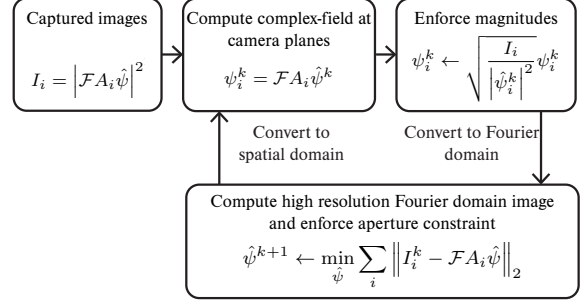 Captured images
I_i = |ℱA_i ψ̂|^2
Compute complex-field at
camera planes
ψ_i^k = ℱA_i ψ̂^k
Enforce magnitudes
ψ_i^k ← √(I_i / |ψ̂_i^k|^2) ψ_i^k
Convert to
spatial domain
Convert to Fourier
domain
Compute high resolution Fourier domain image
and enforce aperture constraint
ψ̂^{k+1} ← min_ψ̂ ∑_i ‖I_i^k − ℱA_i ψ̂‖_2